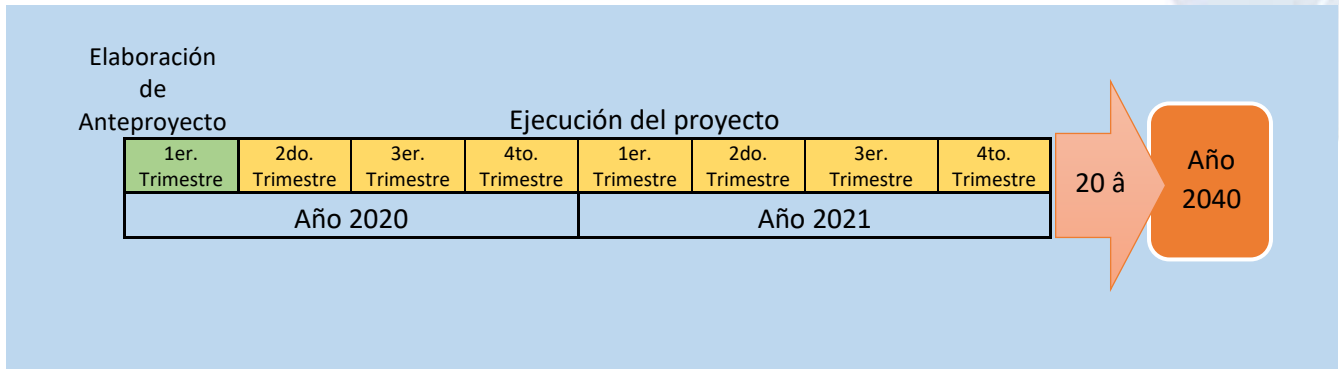 Elaboración
de
Anteproyecto
Ejecución del proyecto
1er. 2do. 3er. 4to. 1er. 2do. 3er. 4to.
Trimestre Trimestre Trimestre Trimestre Trimestre Trimestre Trimestre Trimestre
Año 2020 Año 2021
20 â
Año
2040